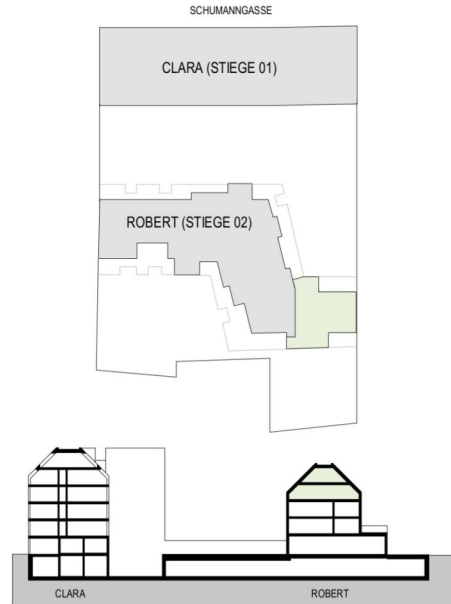 SCHUMANNGASSE
CLARA (STIEGE 01)
ROBERT (STIEGE 02)
CLARA
ROBERT